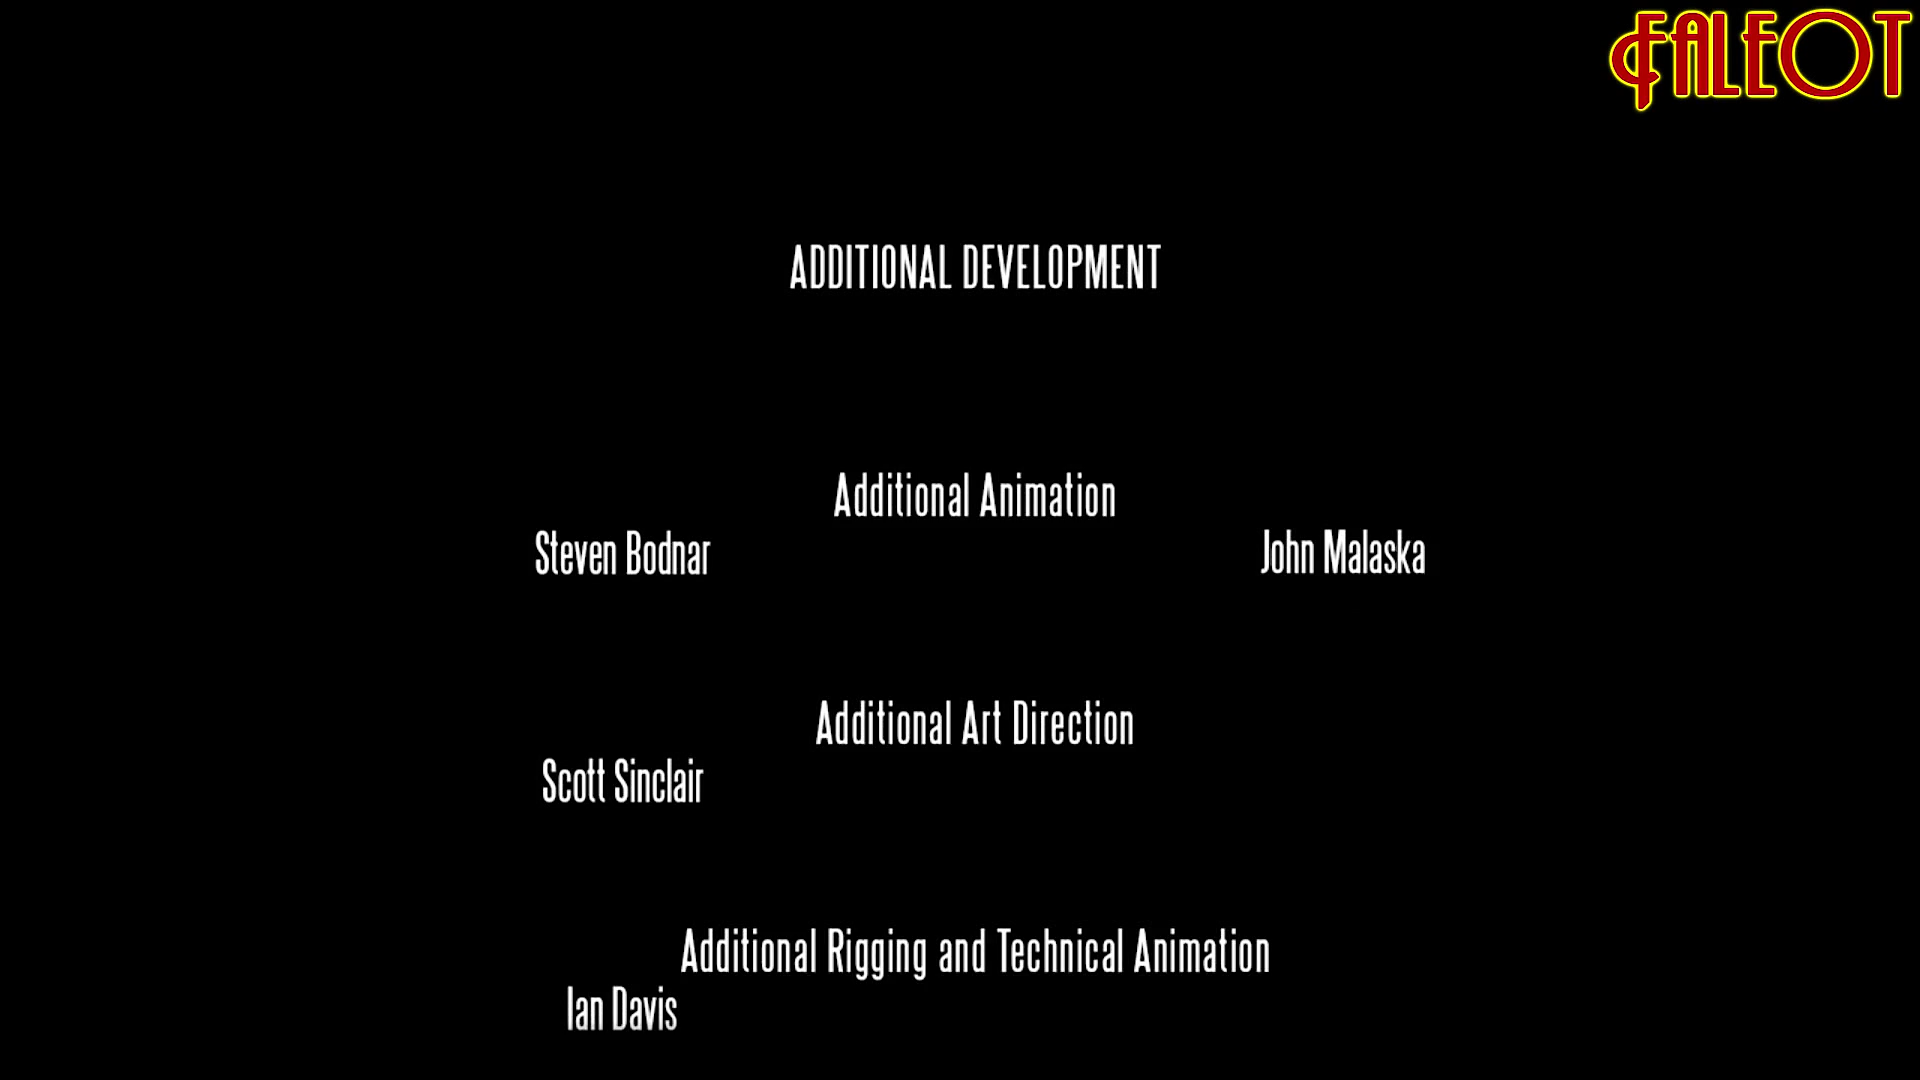 FALEOT
ADDITIONAL DEVELOPMENT
Additional Animation
Steven Bodnar John Malaska
Additional Art Direction
Scott Sinclair
Additional Rigging and Technical Animation
Ian Davis